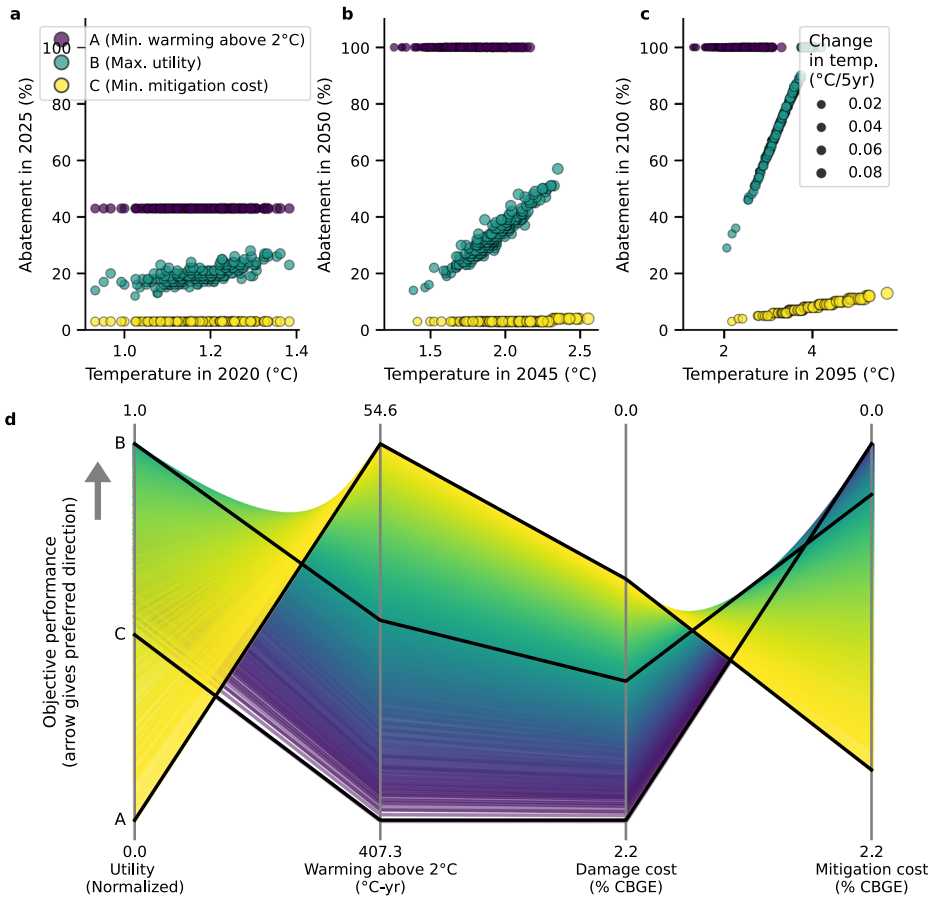 a
b
c
A (Min. warming above 2°C)
B (Max. utility)
C (Min. mitigation cost)
Abatement in 2025 (%)
100
80
60
40
20
0
1.0
1.2
1.4
Temperature in 2020 (°C)
Abatement in 2050 (%)
100
80
60
40
20
0
1.5
2.0
2.5
Temperature in 2045 (°C)
Abatement in 2100 (%)
100
80
60
40
20
0
2
4
Temperature in 2095 (°C)
Change
in temp.
(°C/5yr)
0.02
0.04
0.06
0.08
d
1.0
54.6
0.0
0.0
B
C
A
Objective performance
(arrow gives preferred direction)
0.0
407.3
2.2
2.2
Utility
(Normalized)
Warming above 2°C
(°C-yr)
Damage cost
(% CBGE)
Mitigation cost
(% CBGE)